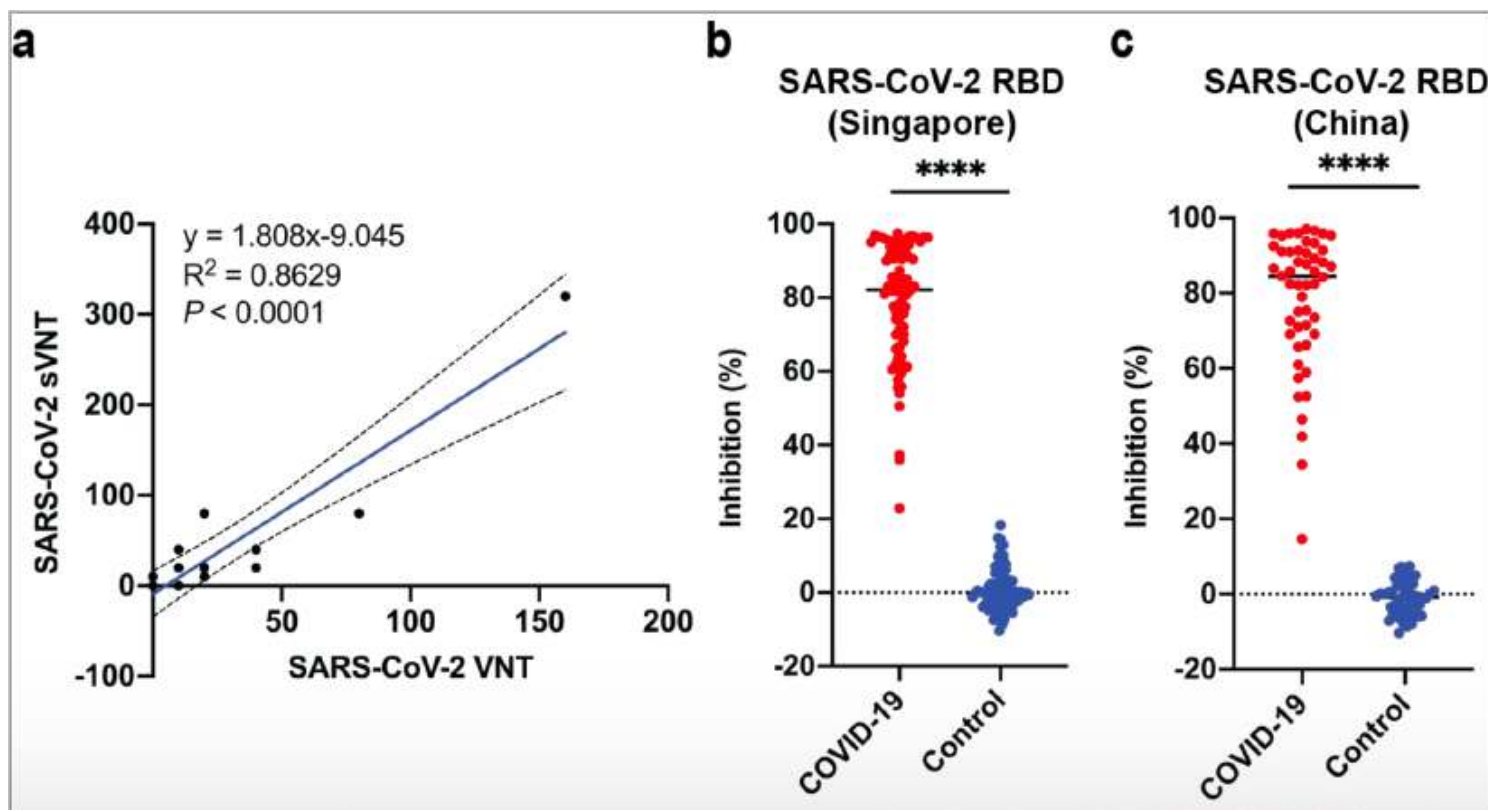 a
y = 1.808x-9.045
R² = 0.8629
P < 0.0001
400
300
200
100
0
-100
50
100
150
200
SARS-CoV-2 sVNT
SARS-CoV-2 VNT
b
SARS-CoV-2 RBD
(Singapore)
****
100
80
60
40
20
0
-20
Inhibition (%)
COVID-19
Control
c
SARS-CoV-2 RBD
(China)
****
100
80
60
40
20
0
-20
Inhibition (%)
COVID-19
Control